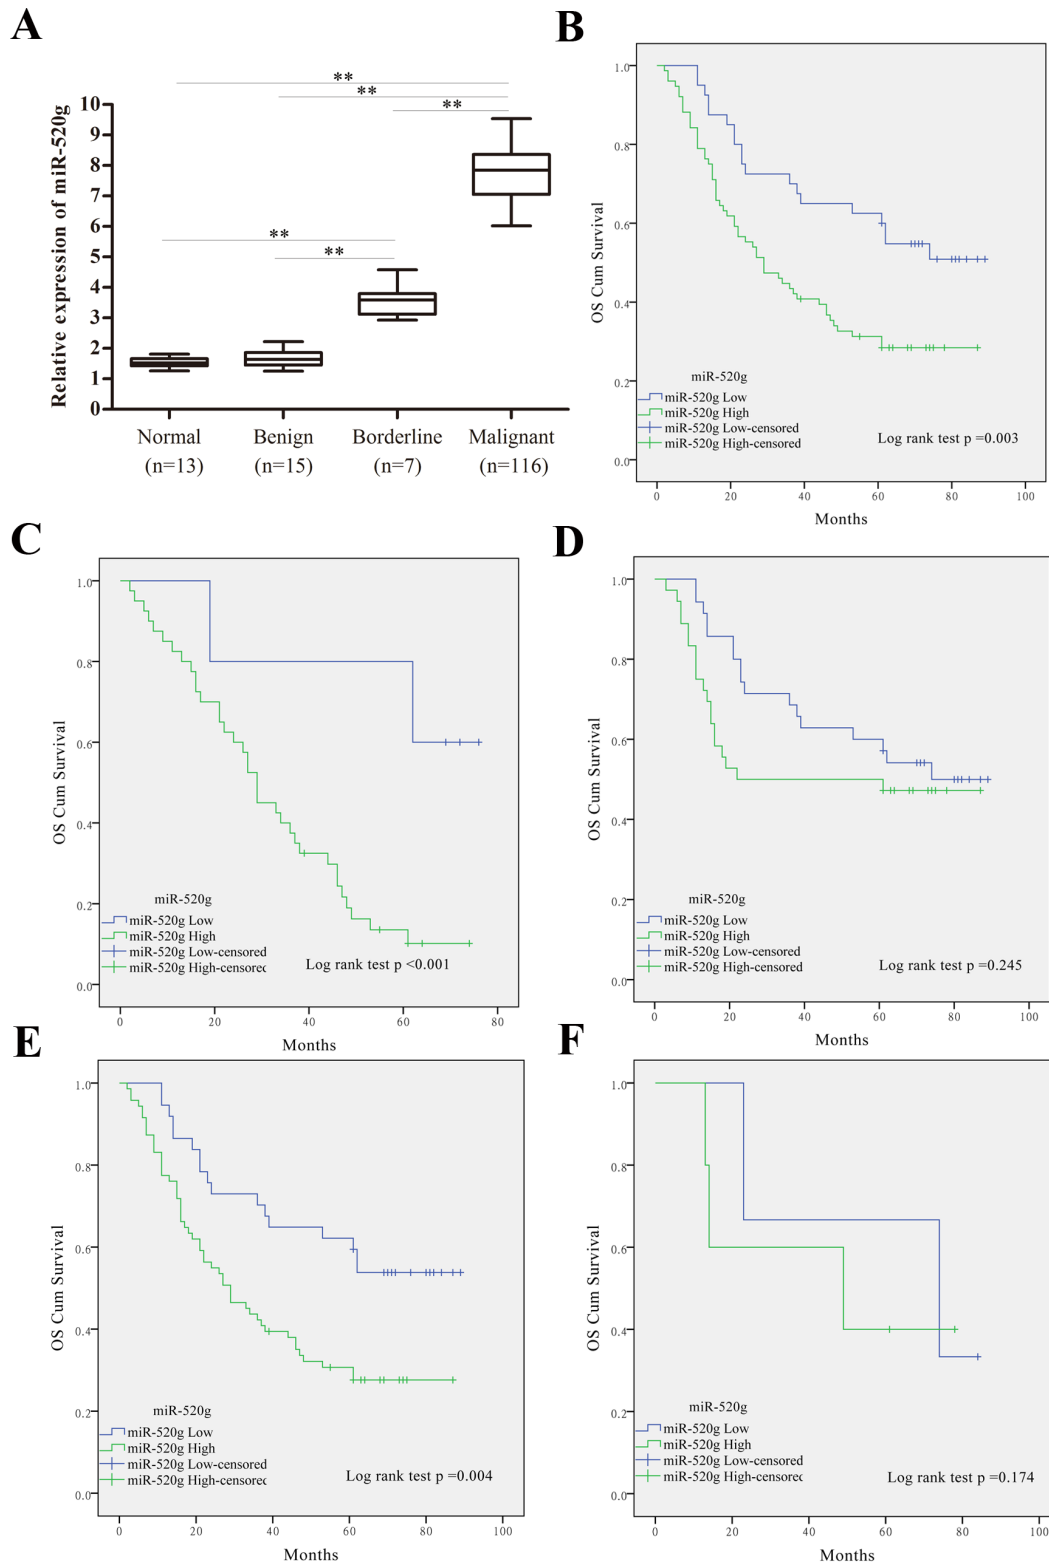 A
**
**
**
**
**
Relative expression of miR-520g
10
9
8
7
6
5
4
3
2
1
0
Normal Benign Borderline Malignant
(n=13) (n=15) (n=7) (n=116)
B
OS Cum Survival
1.0
0.8
0.6
0.4
0.2
0.0
miR-520g
miR-520g Low
miR-520g High
miR-520g Low-censored
miR-520g High-censored
Log rank test p =0.003
0 20 40 60 80 100
Months
C
OS Cum Survival
1.0
0.8
0.6
0.4
0.2
0.0
miR-520g
miR-520g Low
miR-520g High
miR-520g Low-censored
miR-520g High-censored
Log rank test p <0.001
0 20 40 60 80
Months
D
OS Cum Survival
1.0
0.8
0.6
0.4
0.2
0.0
miR-520g
miR-520g Low
miR-520g High
miR-520g Low-censored
miR-520g High-censored
Log rank test p =0.245
0 20 40 60 80 100
Months
E
OS Cum Survival
1.0
0.8
0.6
0.4
0.2
0.0
miR-520g
miR-520g Low
miR-520g High
miR-520g Low-censored
miR-520g High-censored
Log rank test p =0.004
0 20 40 60 80 100
Months
F
OS Cum Survival
1.0
0.8
0.6
0.4
0.2
0.0
miR-520g
miR-520g Low
miR-520g High
miR-520g Low-censored
miR-520g High-censored
Log rank test p =0.174
0 20 40 60 80 100
Months